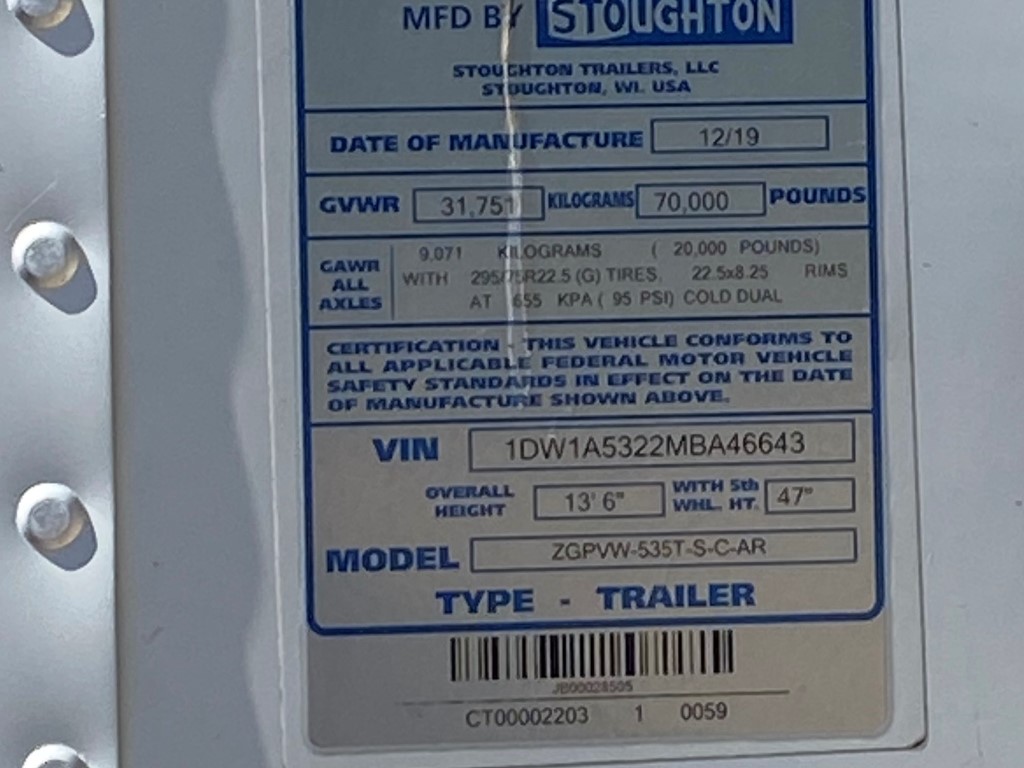 MFD BY STOUGHTON
STOUGHTON TRAILERS, LLC
STOUGHTON, WI. USA
DATE OF MANUFACTURE 12/19
GVWR 31,751 KILOGRAMS 70,000 POUNDS
GAWR ALL AXLES
9,071 KILOGRAMS ( 20,000 POUNDS)
WITH 295/75R22.5 (G) TIRES, 22.5x8.25 RIMS
AT 655 KPA ( 95 PSI) COLD DUAL
CERTIFICATION - THIS VEHICLE CONFORMS TO
ALL APPLICABLE FEDERAL MOTOR VEHICLE
SAFETY STANDARDS IN EFFECT ON THE DATE
OF MANUFACTURE SHOWN ABOVE.
VIN 1DW1A5322MBA46643
OVERALL HEIGHT 13' 6" WITH 5th WHL. HT. 47"
MODEL ZGPVW-535T-S-C-AR
TYPE - TRAILER
JB00028505
CT00002203 1 0059